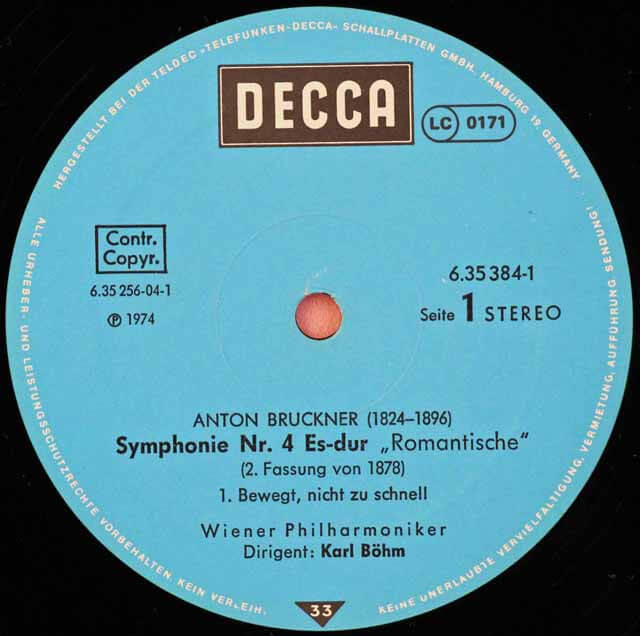 HERGESTELLT BEI DER TELDEC »TELEFUNKEN-DECCA« SCHALLPLATTEN GMBH, HAMBURG 19, GERMANY
DECCA
LC 0171
Contr.
Copyr.
6.35 256-04-1
℗ 1974
6.35 384-1
Seite 1 STEREO
ANTON BRUCKNER (1824–1896)
Symphonie Nr. 4 Es-dur „Romantische“
(2. Fassung von 1878)
1. Bewegt, nicht zu schnell
Wiener Philharmoniker
Dirigent: Karl Böhm
33
ALLE URHEBER- UND LEISTUNGSSCHUTZRECHTE VORBEHALTEN. KEIN VERLEIH.
KEINE UNERLAUBTE VERVIELFÄLTIGUNG, VERMIETUNG, AUFFÜHRUNG, SENDUNG!